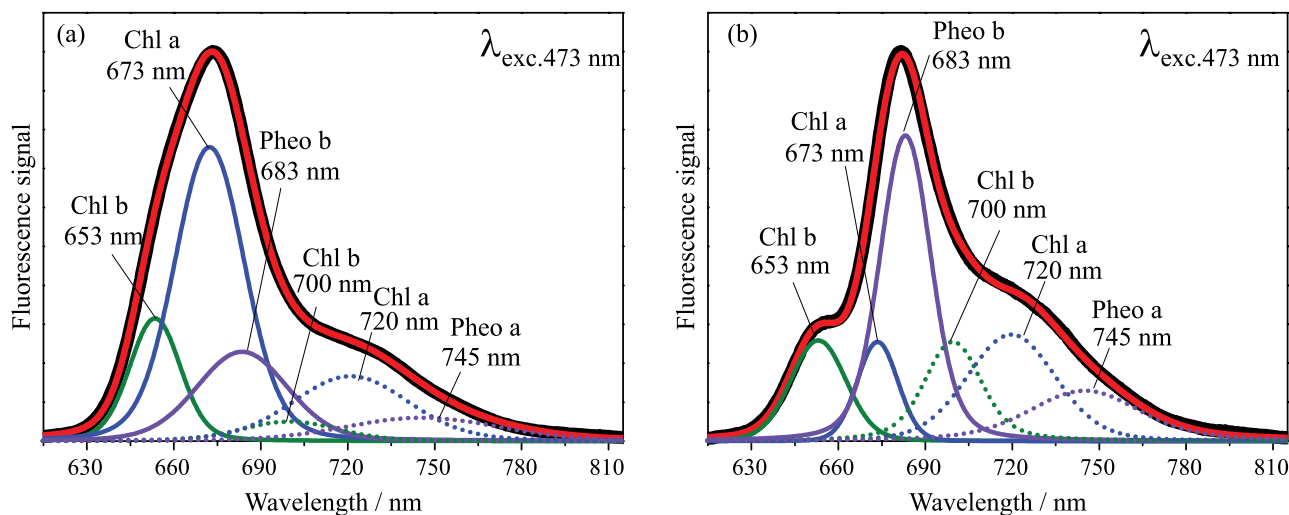 (a)
λexc.473 nm
Chl a
673 nm
Pheo b
683 nm
Chl b
653 nm
Chl b
700 nm
Chl a
720 nm
Pheo a
745 nm
Fluorescence signal
630 660 690 720 750 780 810
Wavelength / nm
(b)
λexc.473 nm
Pheo b
683 nm
Chl a
673 nm
Chl b
700 nm
Chl b
653 nm
Chl a
720 nm
Pheo a
745 nm
Fluorescence signal
630 660 690 720 750 780 810
Wavelength / nm